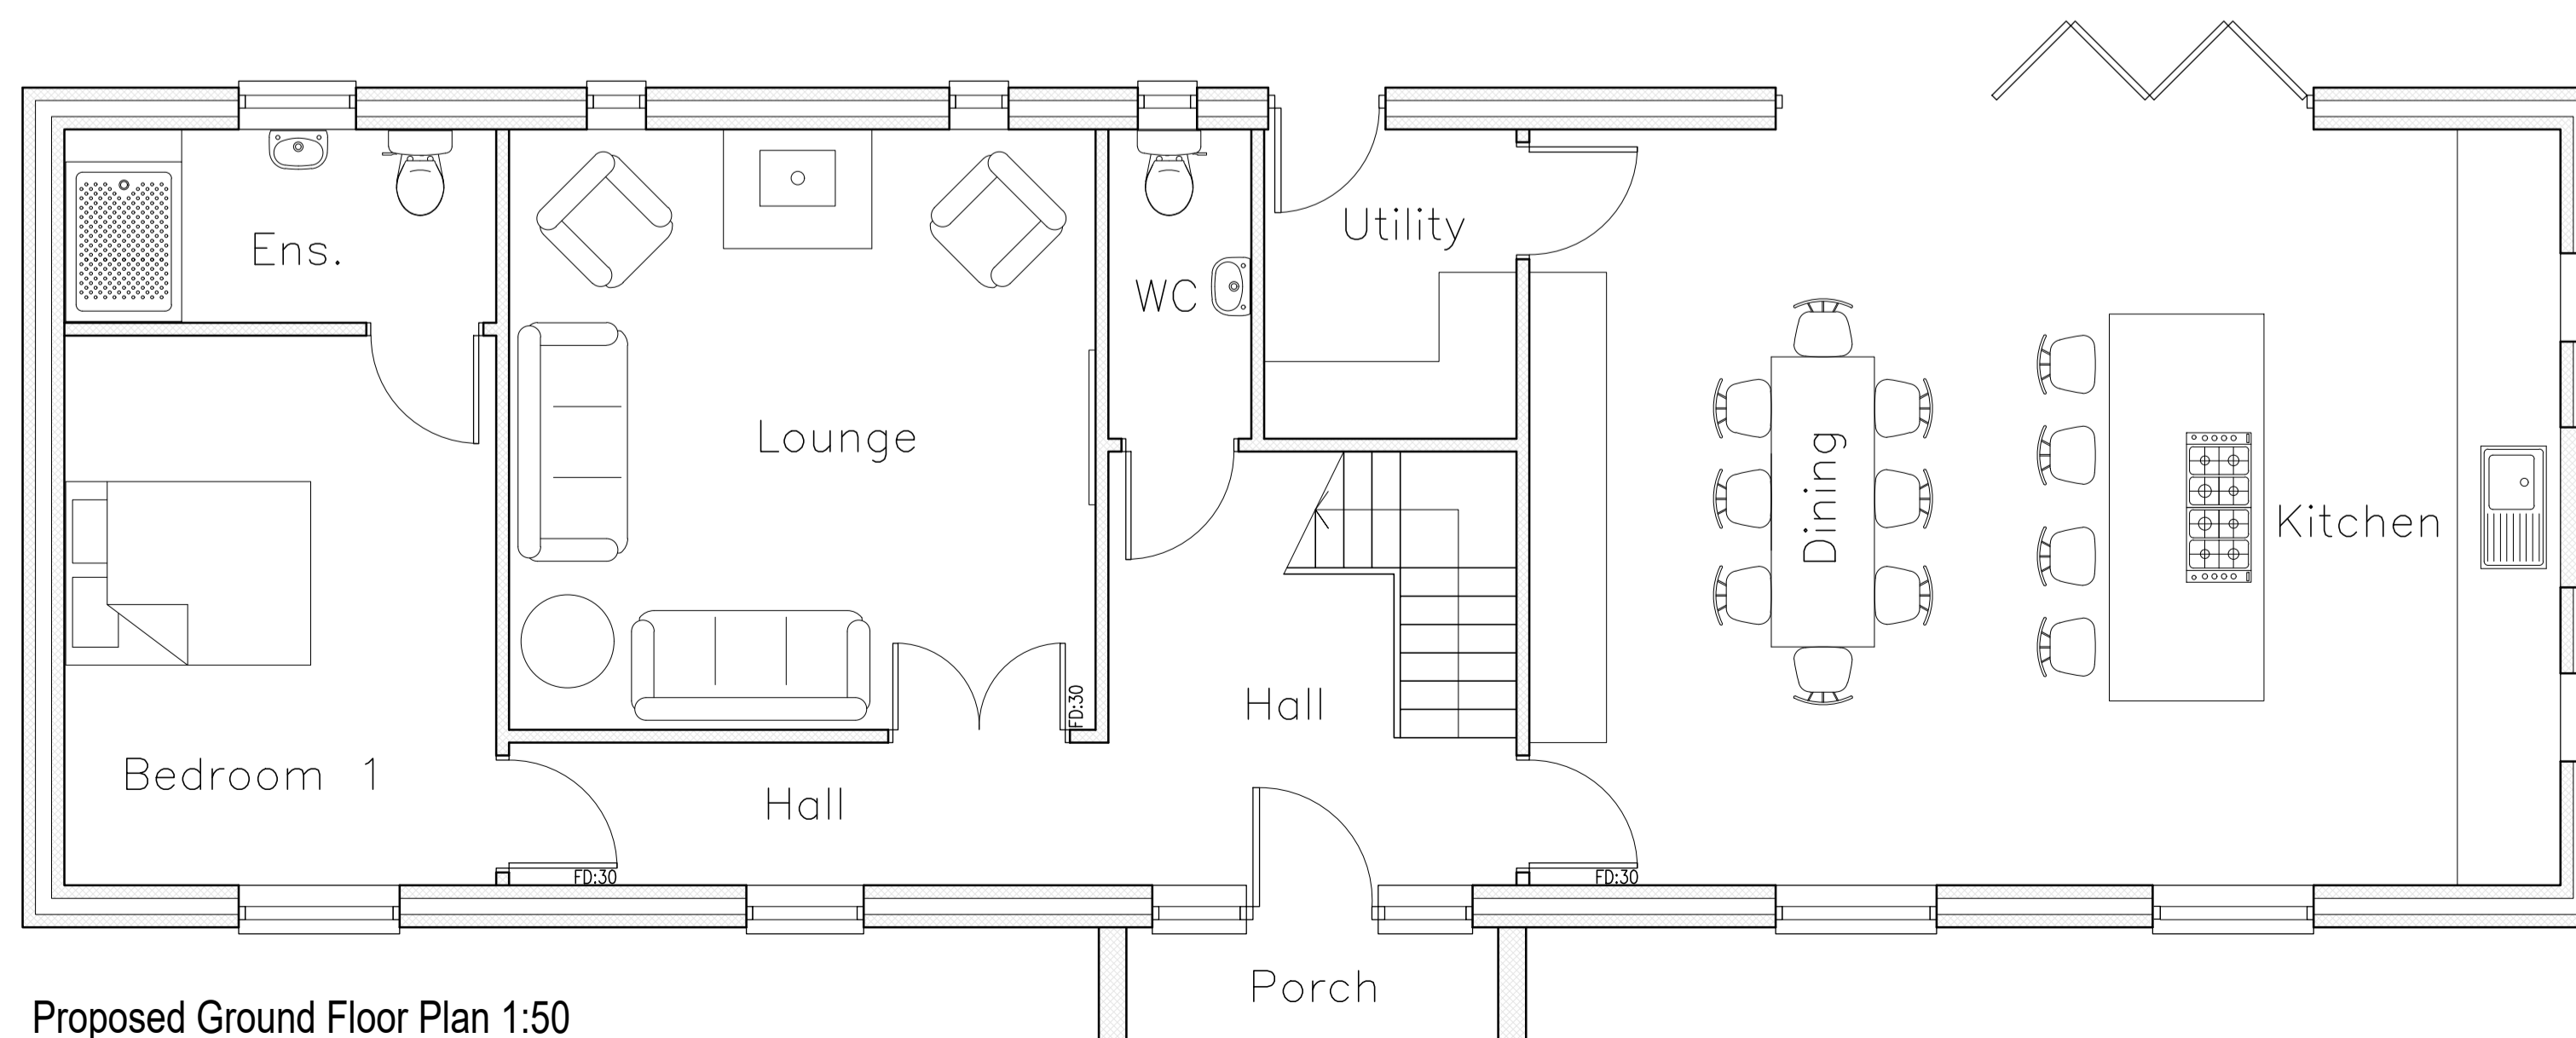 Utility
Ens.
WC
Lounge
Dining
Kitchen
FD:30
Hall
Bedroom 1
Hall
FD:30
FD:30
Porch
Proposed Ground Floor Plan 1:50